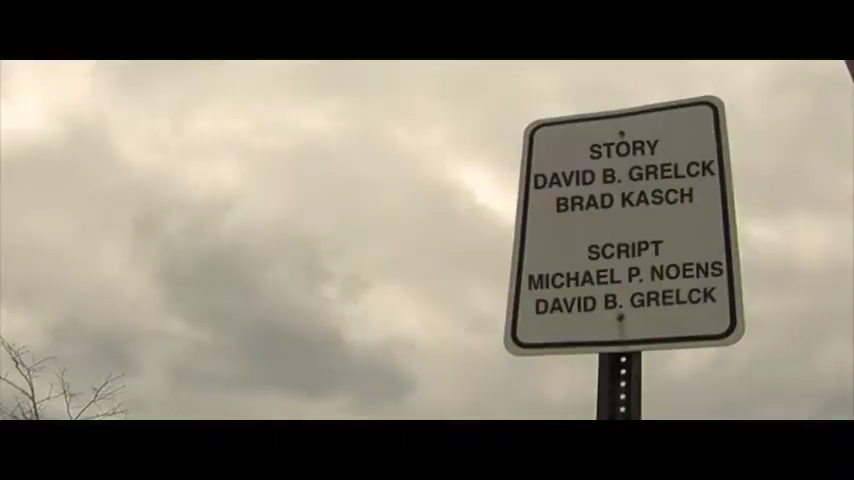 STORY
DAVID B. GRELCK
BRAD KASCH
SCRIPT
MICHAEL P. NOENS
DAVID B. GRELCK